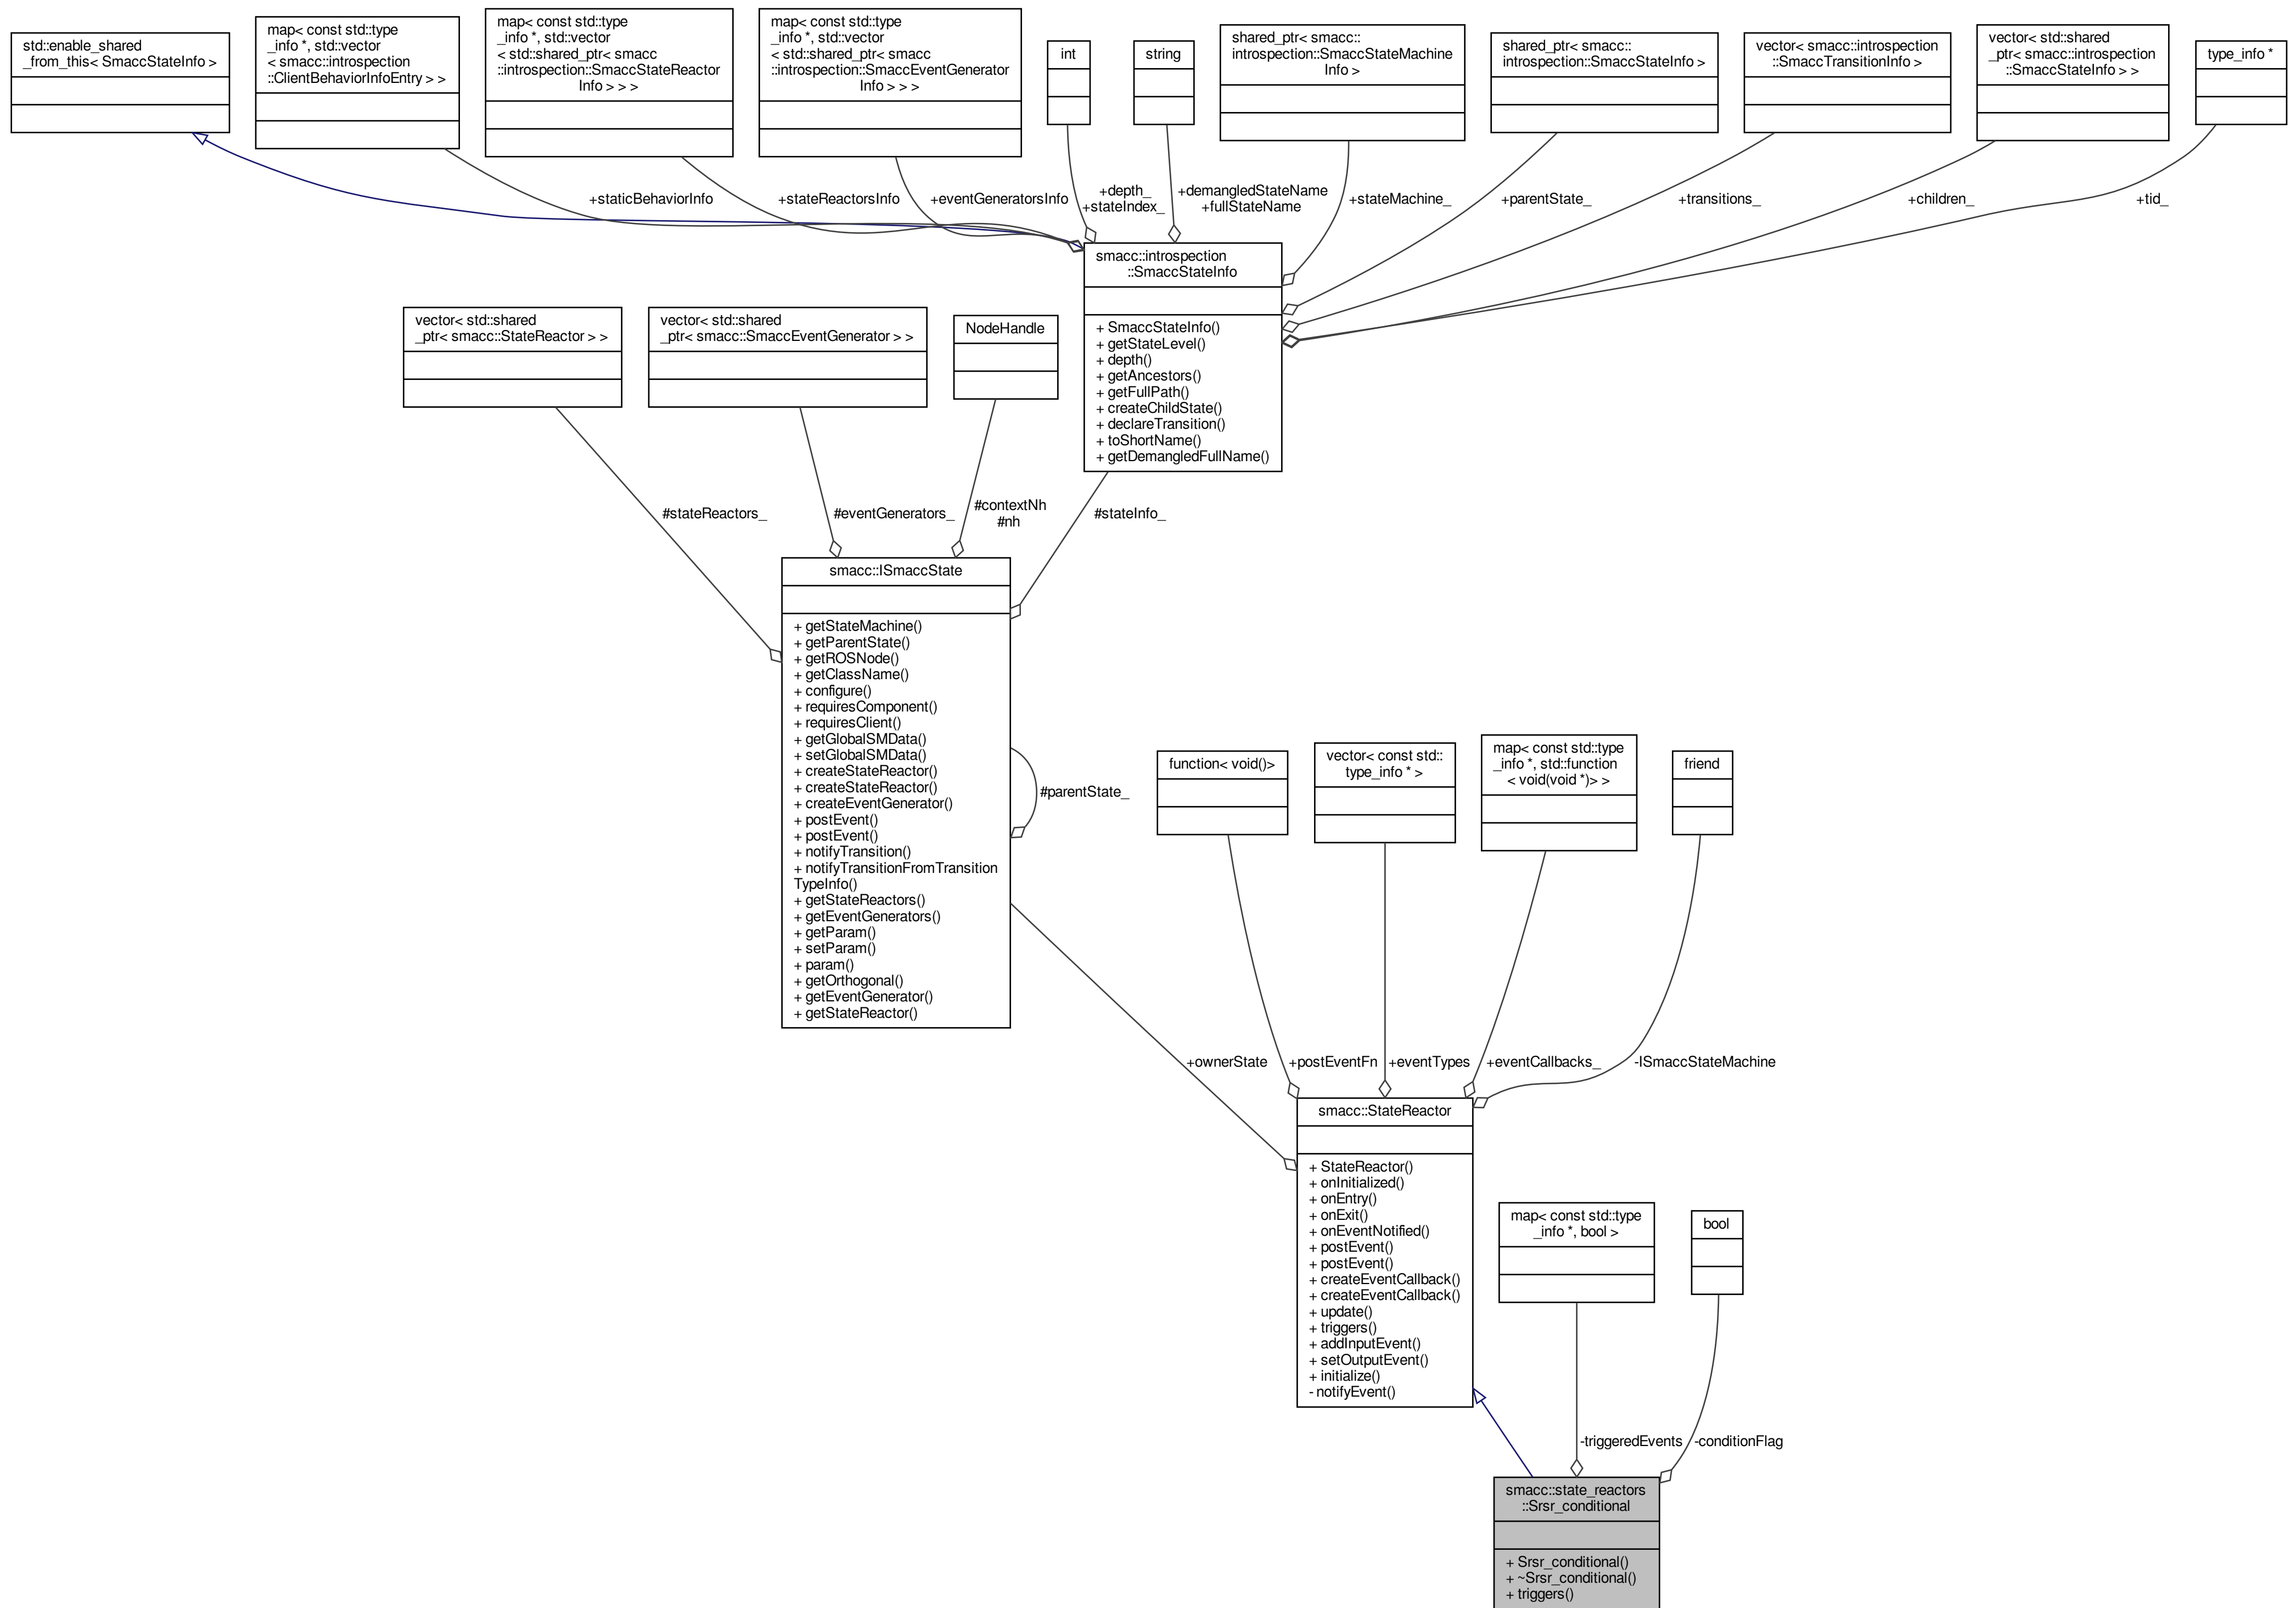 std::enable_shared
_from_this< SmaccStateInfo >
map< const std::type
_info *, std::vector
< smacc::introspection
::ClientBehaviorInfoEntry > >
map< const std::type
_info *, std::vector
< std::shared_ptr< smacc
::introspection::SmaccStateReactor
Info > > >
map< const std::type
_info *, std::vector
< std::shared_ptr< smacc
::introspection::SmaccEventGenerator
Info > > >
int
string
shared_ptr< smacc::
introspection::SmaccStateMachine
Info >
shared_ptr< smacc::
introspection::SmaccStateInfo >
vector< smacc::introspection
::SmaccTransitionInfo >
vector< std::shared
_ptr< smacc::introspection
::SmaccStateInfo > >
type_info *
+staticBehaviorInfo
+stateReactorsInfo
+eventGeneratorsInfo
+depth_
+stateIndex_
+demangledStateName
+fullStateName
+stateMachine_
+parentState_
+transitions_
+children_
+tid_
smacc::introspection
::SmaccStateInfo
+ SmaccStateInfo()
+ getStateLevel()
+ depth()
+ getAncestors()
+ getFullPath()
+ createChildState()
+ declareTransition()
+ toShortName()
+ getDemangledFullName()
vector< std::shared
_ptr< smacc::StateReactor > >
vector< std::shared
_ptr< smacc::SmaccEventGenerator > >
NodeHandle
#stateReactors_
#eventGenerators_
#contextNh
#nh
#stateInfo_
smacc::ISmaccState
+ getStateMachine()
+ getParentState()
+ getROSNode()
+ getClassName()
+ configure()
+ requiresComponent()
+ requiresClient()
+ getGlobalSMData()
+ setGlobalSMData()
+ createStateReactor()
+ createStateReactor()
+ createEventGenerator()
+ postEvent()
+ postEvent()
+ notifyTransition()
+ notifyTransitionFromTransition
TypeInfo()
+ getStateReactors()
+ getEventGenerators()
+ getParam()
+ setParam()
+ param()
+ getOrthogonal()
+ getEventGenerator()
+ getStateReactor()
#parentState_
function< void()>
vector< const std::
type_info * >
map< const std::type
_info *, std::function
< void(void *)> >
friend
+ownerState
+postEventFn
+eventTypes
+eventCallbacks_
-ISmaccStateMachine
smacc::StateReactor
+ StateReactor()
+ onInitialized()
+ onEntry()
+ onExit()
+ onEventNotified()
+ postEvent()
+ postEvent()
+ createEventCallback()
+ createEventCallback()
+ update()
+ triggers()
+ addInputEvent()
+ setOutputEvent()
+ initialize()
- notifyEvent()
map< const std::type
_info *, bool >
bool
-triggeredEvents
-conditionFlag
smacc::state_reactors
::Srsr_conditional
+ Srsr_conditional()
+ ~Srsr_conditional()
+ triggers()